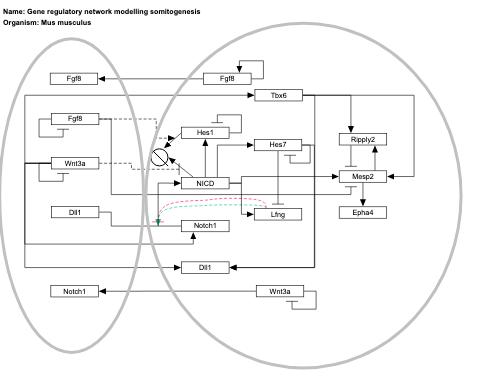 Name: Gene regulatory network modelling somitogenesis
Organism: Mus musculus
Fgf8
Fgf8
Tbx6
Fgf8
Hes1
Ripply2
Hes7
Wnt3a
Mesp2
NICD
Dll1
Lfng
Epha4
Notch1
Dll1
Notch1
Wnt3a